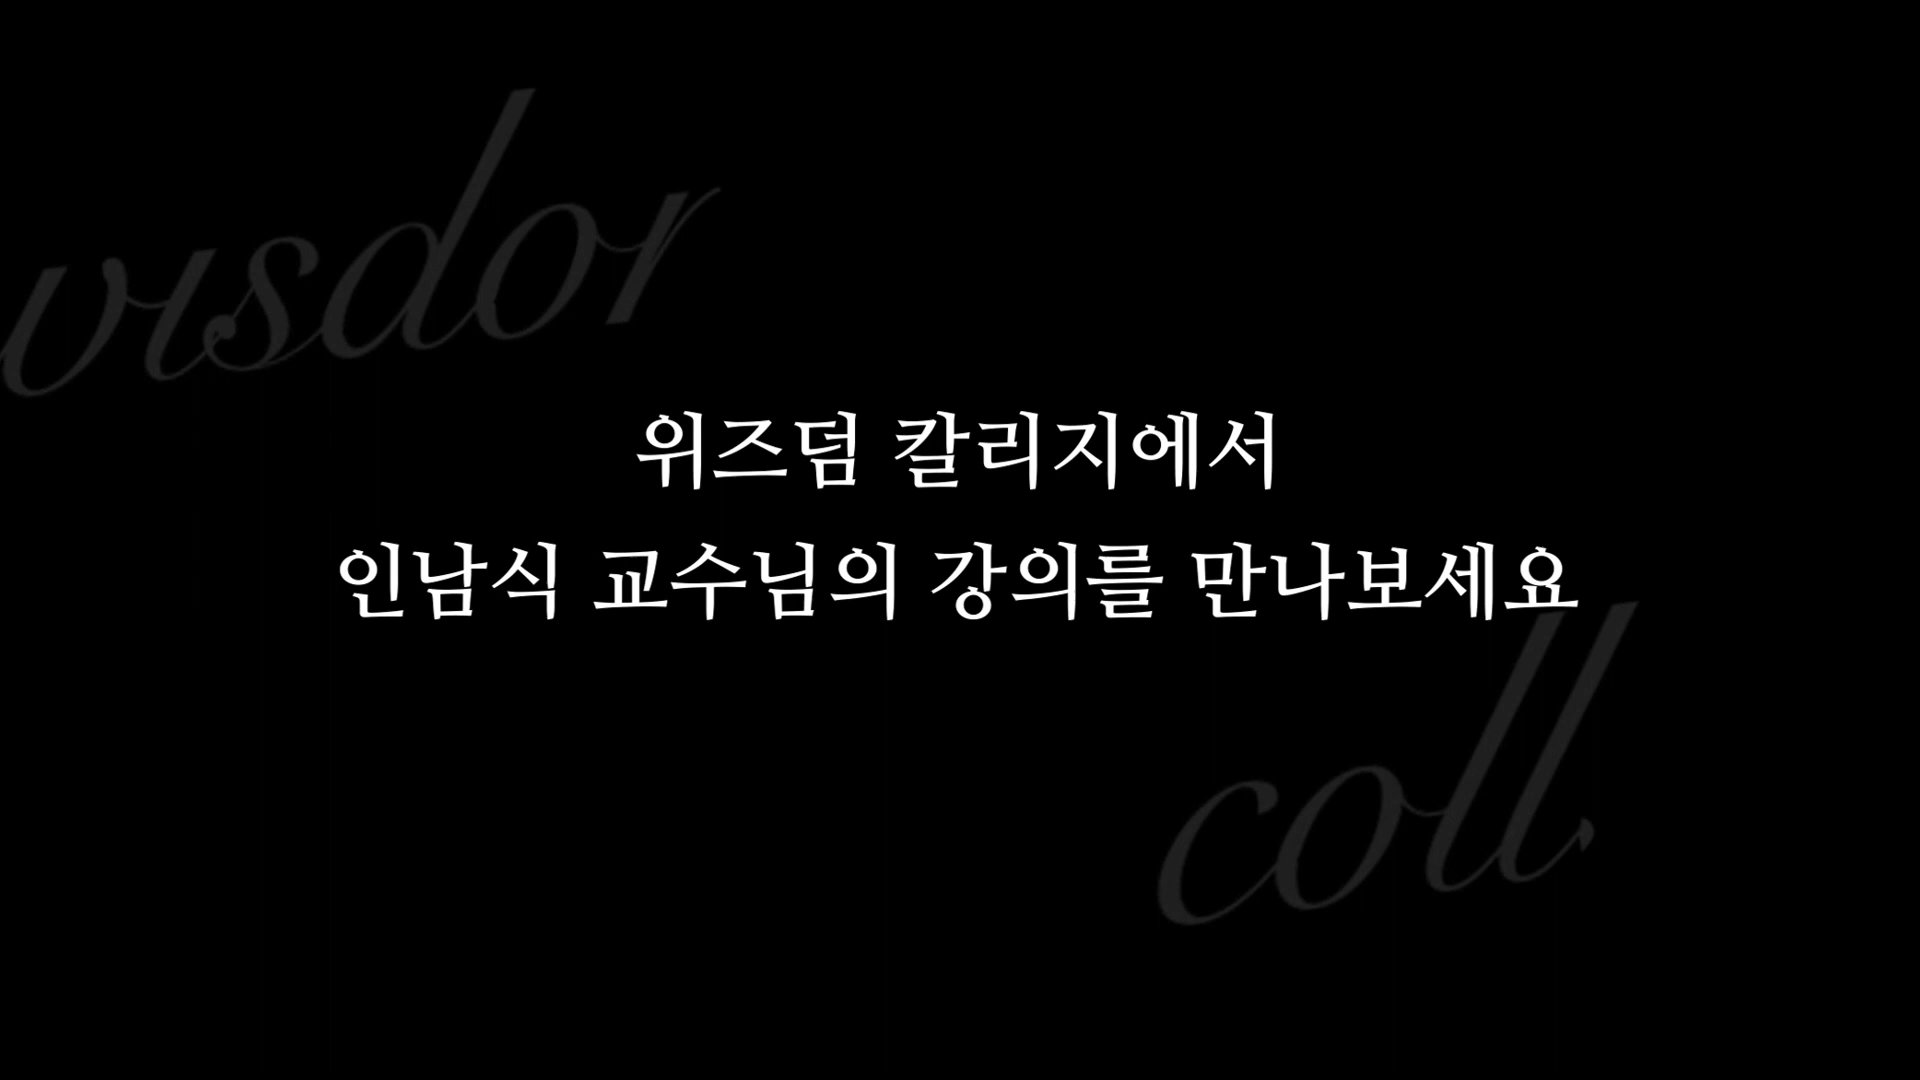 wisdor
위즈덤 칼리지에서
인남식 교수님의 강의를 만나보세요
coll